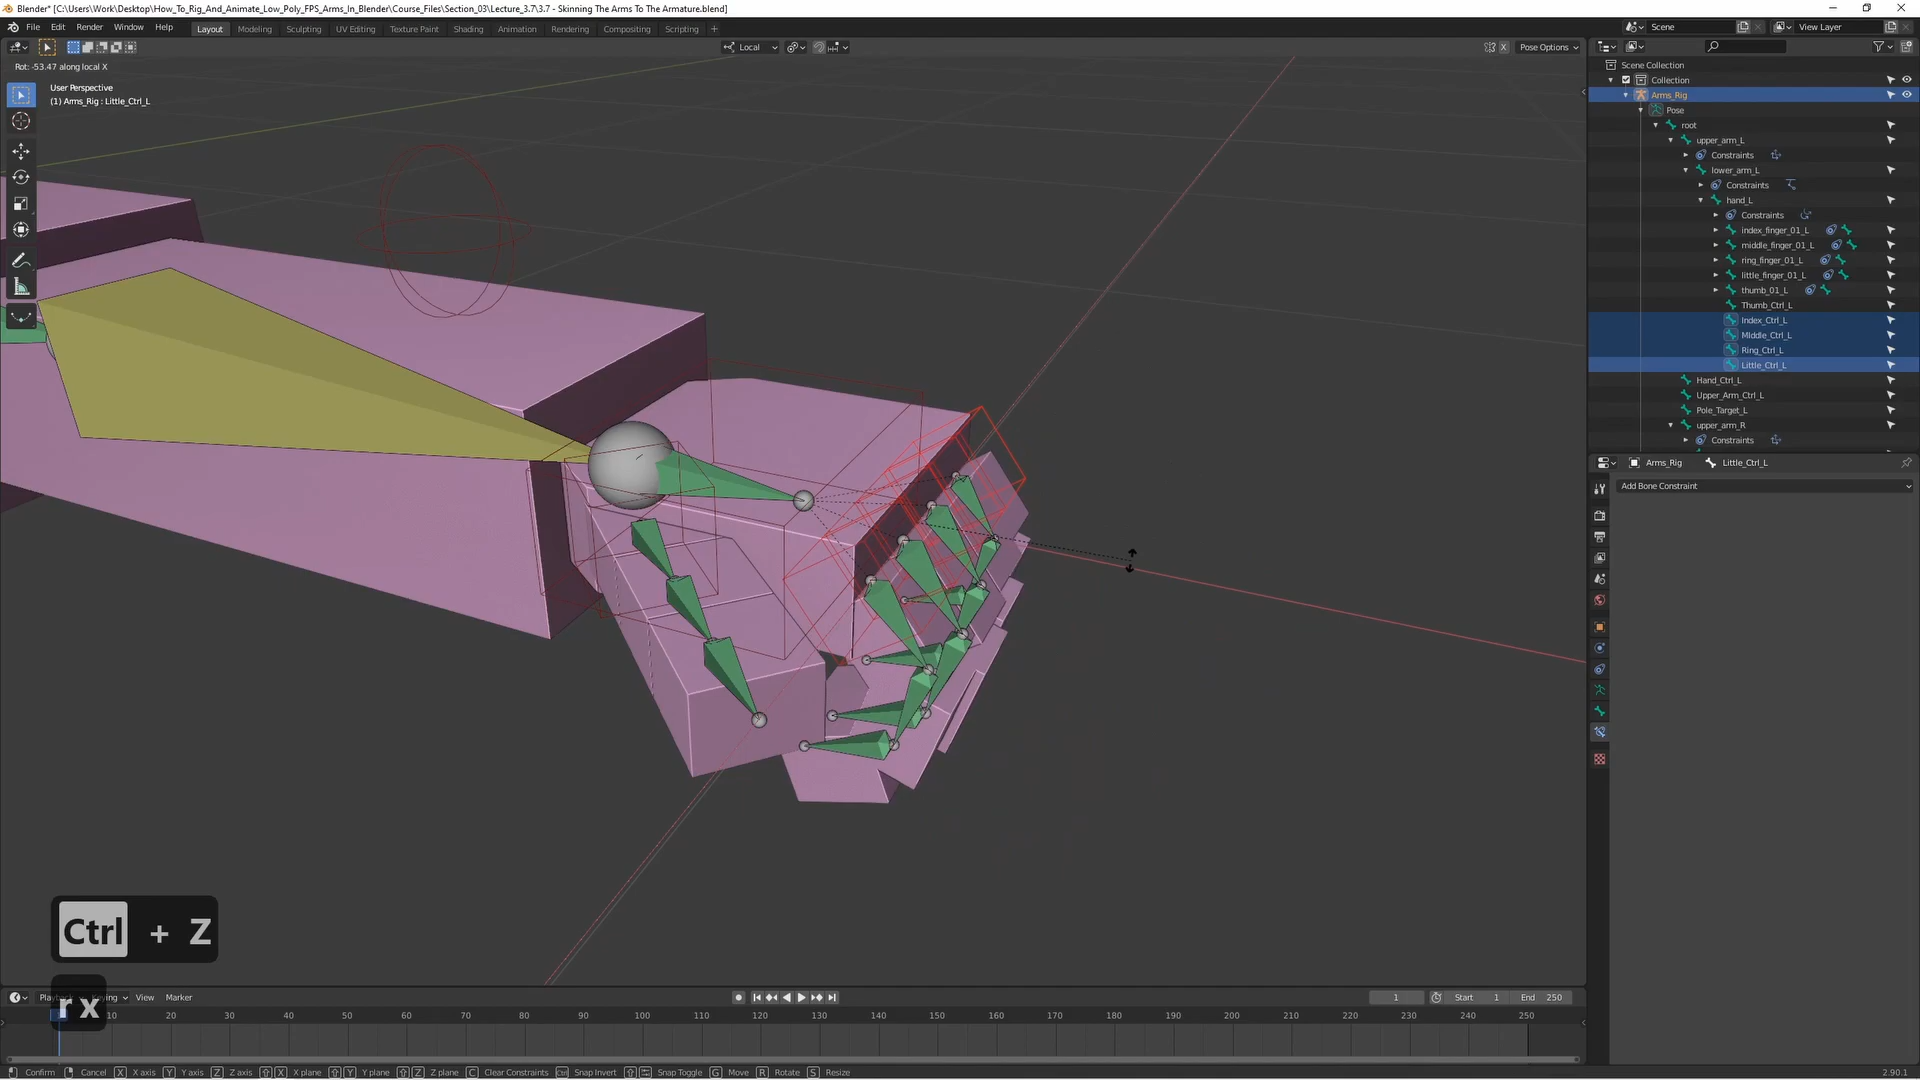 Blender* [C:\Users\Work\Desktop\How_To_Rig_And_Animate_Low_Poly_FPS_Arms_In_Blender\Course_Files\Section_03\Lecture_3.7\3.7 - Skinning The Arms To The Armature.blend]
File Edit Render Window Help Layout Modeling Sculpting UV Editing Texture Paint Shading Animation Rendering Compositing Scripting + Scene View Layer
Local X Pose Options
Rot: -53.47 along local X
User Perspective
(1) Arms_Rig : Little_Ctrl_L
Scene Collection
Collection
Arms_Rig
Pose
root
upper_arm_L
Constraints
lower_arm_L
Constraints
hand_L
Constraints
index_finger_01_L
middle_finger_01_L
ring_finger_01_L
little_finger_01_L
thumb_01_L
Thumb_Ctrl_L
Index_Ctrl_L
Middle_Ctrl_L
Ring_Ctrl_L
Little_Ctrl_L
Hand_Ctrl_L
Upper_Arm_Ctrl_L
Pole_Target_L
upper_arm_R
Constraints
Arms_Rig Little_Ctrl_L
Add Bone Constraint
Ctrl + Z
r x
View Marker 1 Start 1 End 250
10 20 30 40 50 60 70 80 90 100 110 120 130 140 150 160 170 180 190 200 210 220 230 240 250
Confirm Cancel X X axis Y Y axis Z Z axis X X plane Y Y plane Z Z plane C Clear Constraints Snap Invert Snap Toggle G Move R Rotate S Resize 2.90.1